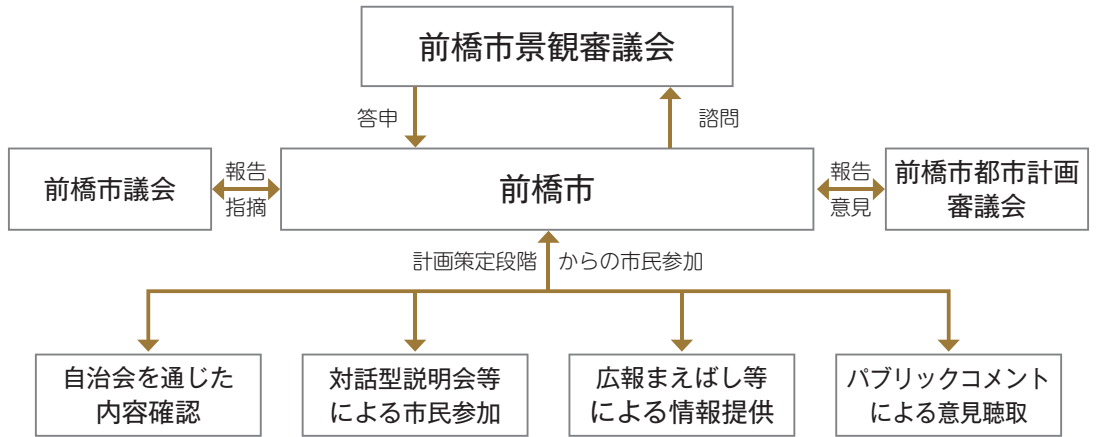 前橋市景観審議会
答申
諮問
前橋市議会
報告
指摘
前橋市
報告
意見
前橋市都市計画
審議会
計画策定段階
からの市民参加
自治会を通じた
内容確認
対話型説明会等
による市民参加
広報まえばし等
による情報提供
パブリックコメント
による意見聴取